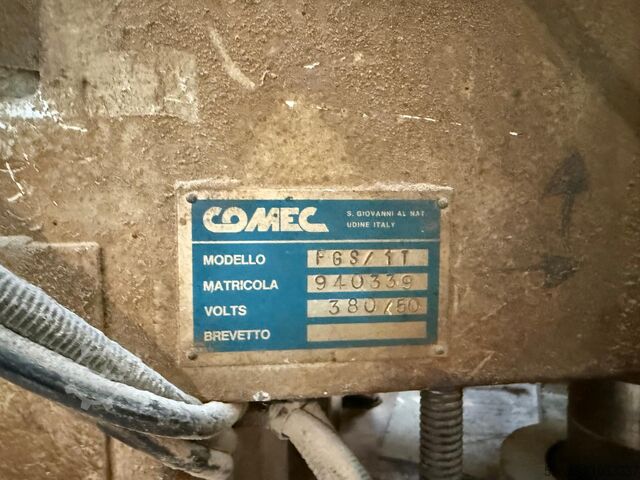 COMEC
S. GIOVANNI AL NAT.
UDINE ITALY
MODELLO FGS/1T
MATRICOLA 940339
VOLTS 380/50
BREVETTO